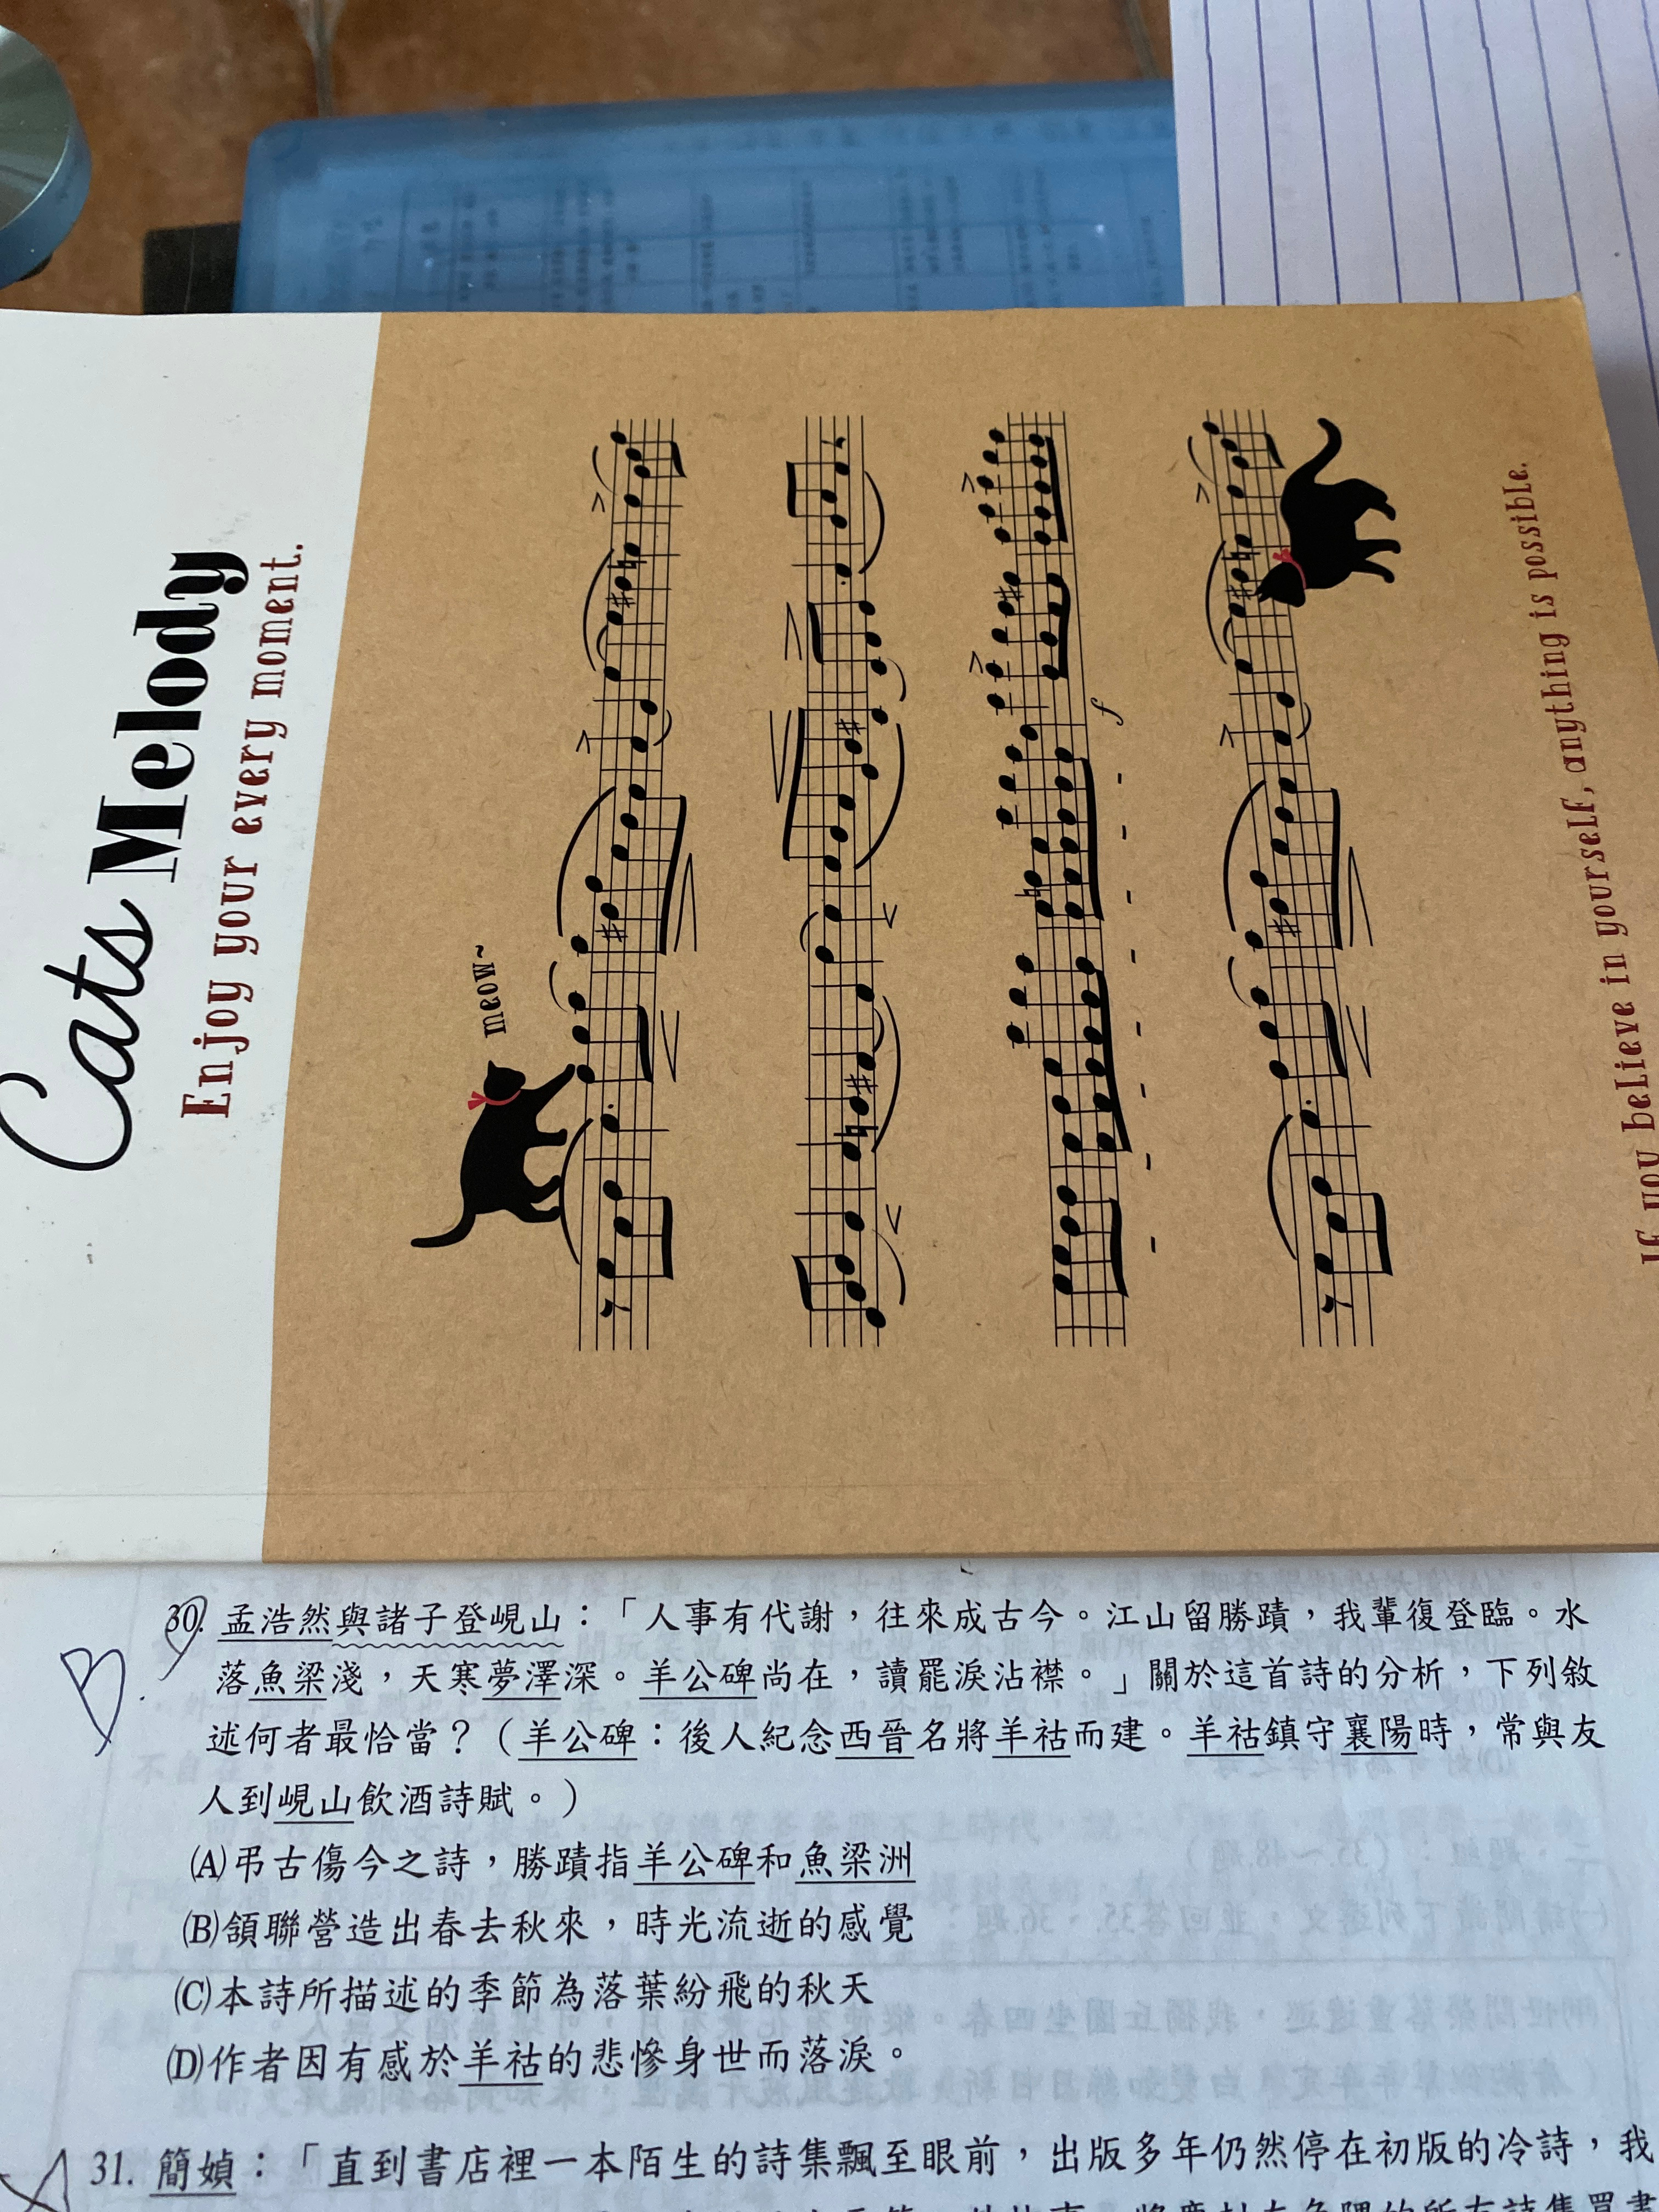 Cats Melody
Enjoy your every moment.
meow~
If you believe in yourself, anything is possible.
B.
30. 孟浩然與諸子登峴山：「人事有代謝，往來成古今。江山留勝蹟，我輩復登臨。水
落魚梁淺，天寒夢澤深。羊公碑尚在，讀罷淚沾襟。」關於這首詩的分析，下列敘
述何者最恰當？（羊公碑：後人紀念西晉名將羊祜而建。羊祜鎮守襄陽時，常與友
人到峴山飲酒詩賦。）
(A)弔古傷今之詩，勝蹟指羊公碑和魚梁洲
(B)頷聯營造出春去秋來，時光流逝的感覺
(C)本詩所描述的季節為落葉紛飛的秋天
(D)作者因有感於羊祜的悲慘身世而落淚。
31. 簡媜：「直到書店裡一本陌生的詩集飄至眼前，出版多年仍然停在初版的冷詩，我